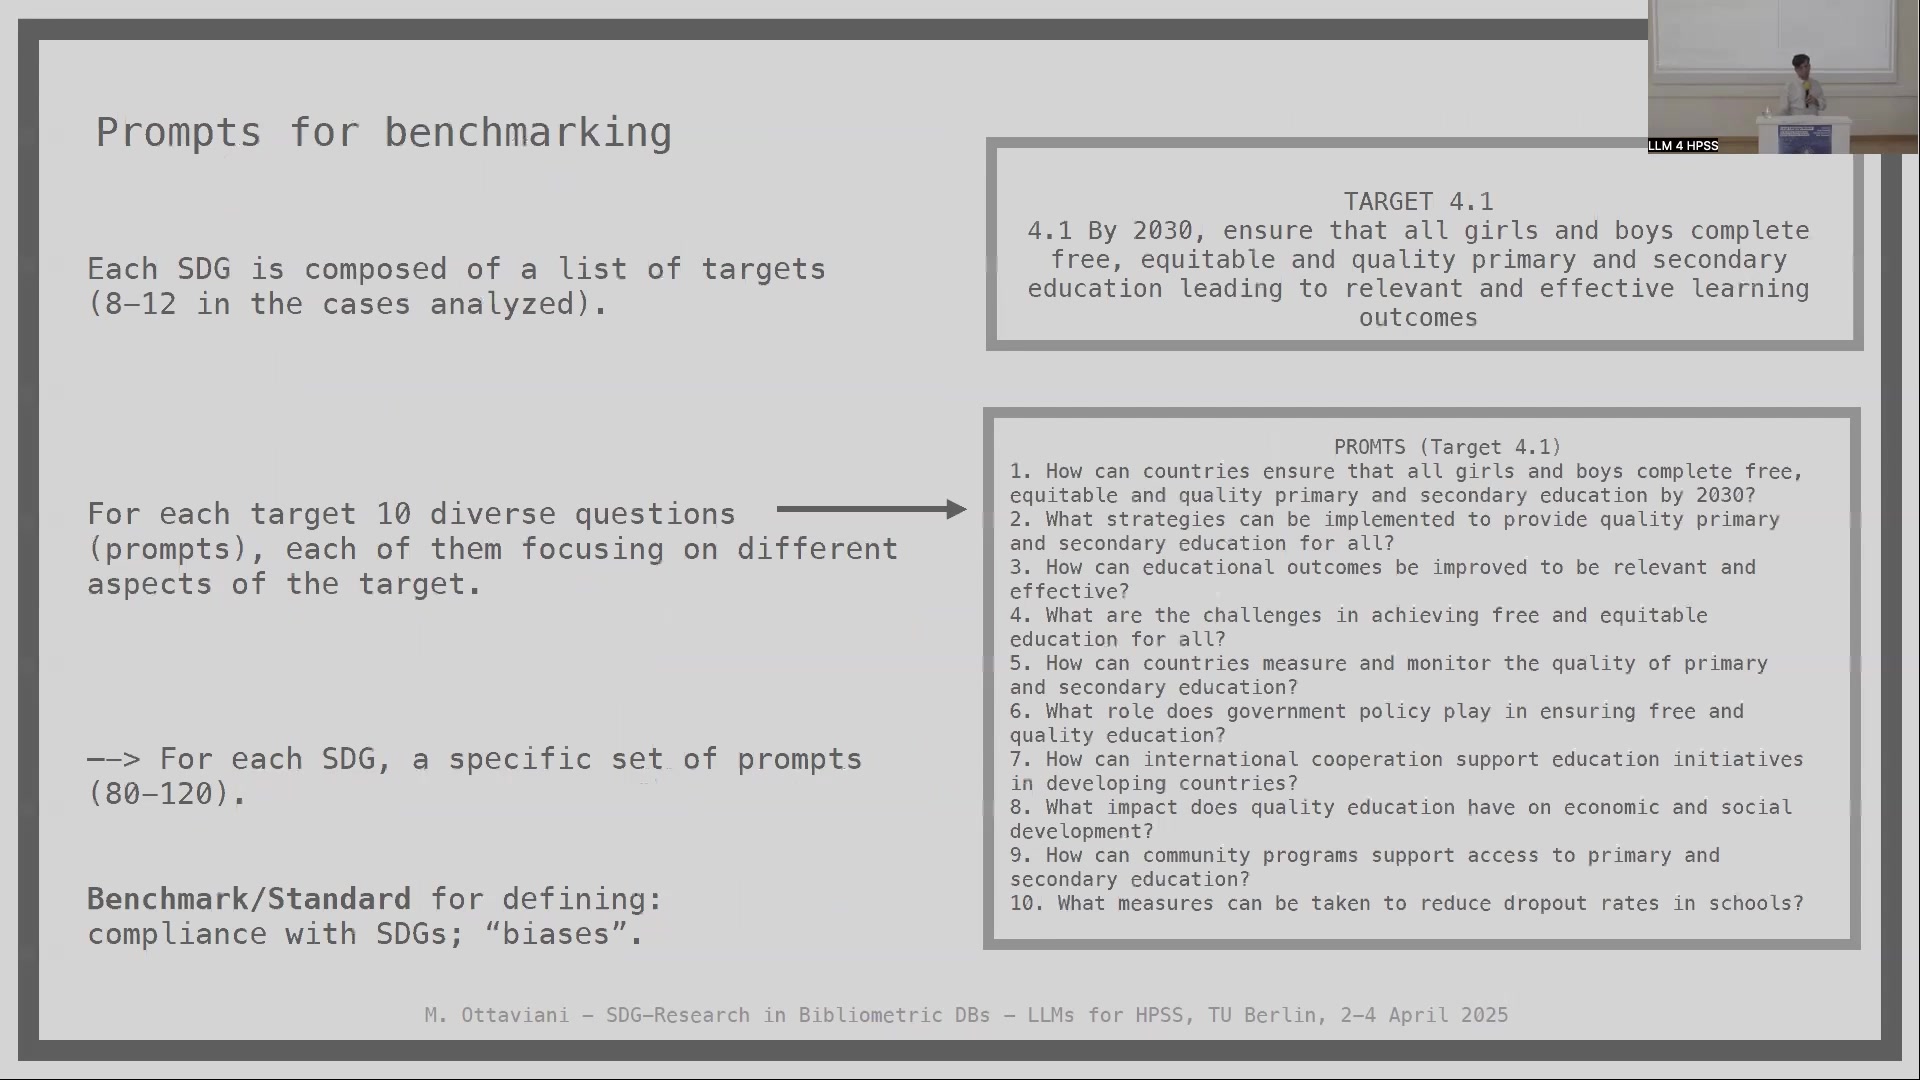 LLM 4 HPSS
Prompts for benchmarking
Each SDG is composed of a list of targets
(8–12 in the cases analyzed).
TARGET 4.1
4.1 By 2030, ensure that all girls and boys complete
free, equitable and quality primary and secondary
education leading to relevant and effective learning
outcomes
For each target 10 diverse questions
(prompts), each of them focusing on different
aspects of the target.
––> For each SDG, a specific set of prompts
(80–120).
Benchmark/Standard for defining:
compliance with SDGs; “biases”.
PROMTS (Target 4.1)
1. How can countries ensure that all girls and boys complete free,
equitable and quality primary and secondary education by 2030?
2. What strategies can be implemented to provide quality primary
and secondary education for all?
3. How can educational outcomes be improved to be relevant and
effective?
4. What are the challenges in achieving free and equitable
education for all?
5. How can countries measure and monitor the quality of primary
and secondary education?
6. What role does government policy play in ensuring free and
quality education?
7. How can international cooperation support education initiatives
in developing countries?
8. What impact does quality education have on economic and social
development?
9. How can community programs support access to primary and
secondary education?
10. What measures can be taken to reduce dropout rates in schools?
M. Ottaviani – SDG–Research in Bibliometric DBs – LLMs for HPSS, TU Berlin, 2–4 April 2025